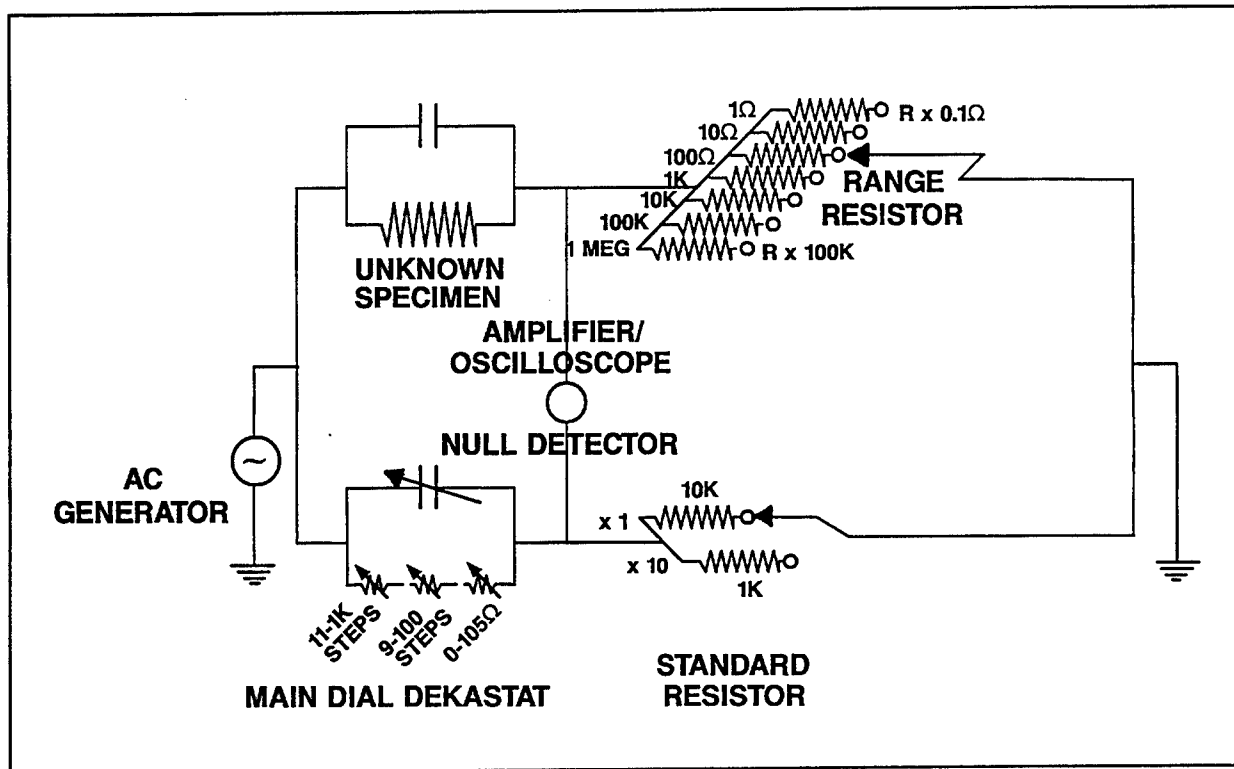 1Ω
R x 0.1Ω
10Ω
100Ω
1K
RANGE
RESISTOR
10K
100K
1 MEG
R x 100K
UNKNOWN
SPECIMEN
AMPLIFIER/
OSCILLOSCOPE
NULL DETECTOR
AC
GENERATOR
~
10K
x 1
x 10
1K
11-1K
STEPS
9-100
STEPS
0-105Ω
MAIN DIAL DEKASTAT
STANDARD
RESISTOR